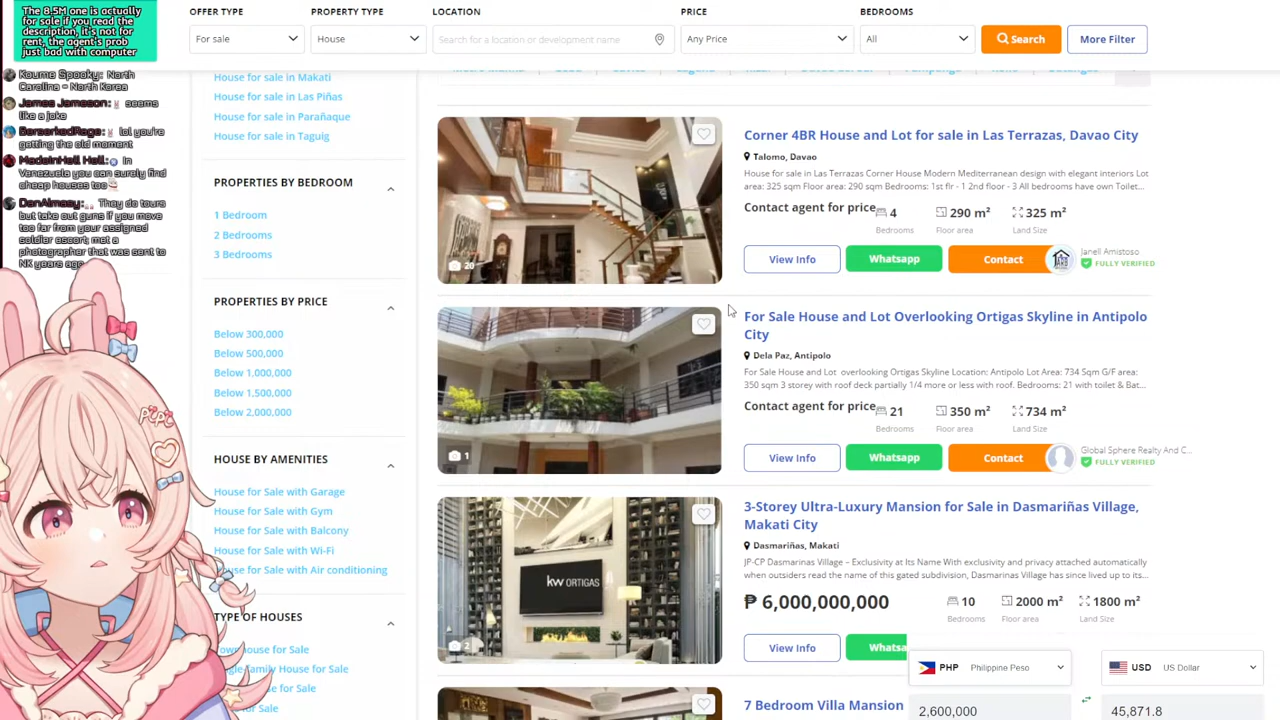 The 8.5M one is actually
for sale if you read the
description, it's not for
rent, the agent's prob
just bad with computer
Koume Spooky: North
Carolina - North Korea
James Jameson: seems
like a joke
BerserkedRage: lol you're
getting the old moment
MadeInHell Hell: In
Venezuela you can surely find
cheap houses too
DanAlmasy: They do tours
but take out guns if you move
too far from your assigned
soldier escort; met a
photographer that was sent to
NK years ago
OFFER TYPE
For sale
PROPERTY TYPE
House
LOCATION
Search for a location or development name
PRICE
Any Price
BEDROOMS
All
Search
More Filter
House for sale in Makati
House for sale in Las Piñas
House for sale in Parañaque
House for sale in Taguig
PROPERTIES BY BEDROOM
1 Bedroom
2 Bedrooms
3 Bedrooms
PROPERTIES BY PRICE
Below 300,000
Below 500,000
Below 1,000,000
Below 1,500,000
Below 2,000,000
HOUSE BY AMENITIES
House for Sale with Garage
House for Sale with Gym
House for Sale with Balcony
House for Sale with Wi-Fi
House for Sale with Air conditioning
TYPE OF HOUSES
for Sale
House for Sale
for Sale
Sale
20
Corner 4BR House and Lot for sale in Las Terrazas, Davao City
Talomo, Davao
House for sale in Las Terrazas Corner House Modern Mediterranean design with elegant interiors Lot
area: 325 sqm Floor area: 290 sqm Bedrooms: 1st flr - 1 2nd floor - 3 All bedrooms have own Toilet...
Contact agent for price
4
Bedrooms
290 m²
Floor area
325 m²
Land Size
View Info
Whatsapp
Contact
Janell Amistoso
FULLY VERIFIED
1
For Sale House and Lot Overlooking Ortigas Skyline in Antipolo
City
Dela Paz, Antipolo
For Sale House and Lot overlooking Ortigas Skyline Location: Antipolo Lot Area: 734 Sqm G/F area:
350 sqm 3 storey with roof deck partially 1/4 more or less with roof. Bedrooms: 21 with toilet & Bat...
Contact agent for price
21
Bedrooms
350 m²
Floor area
734 m²
Land Size
View Info
Whatsapp
Contact
Global Sphere Realty And C...
FULLY VERIFIED
kw ORTIGAS
2
3-Storey Ultra-Luxury Mansion for Sale in Dasmariñas Village,
Makati City
Dasmariñas, Makati
JP-CP Dasmarinas Village – Exclusivity at Its Name With exclusivity and privacy attached automatically
when outsiders read the name of this gated subdivision, Dasmarinas Village has since lived up to its...
₱ 6,000,000,000
10
Bedrooms
2000 m²
Floor area
1800 m²
Land Size
View Info
Whatsa
7 Bedroom Villa Mansion
PHP Philippine Peso
USD US Dollar
2,600,000
45,871.8